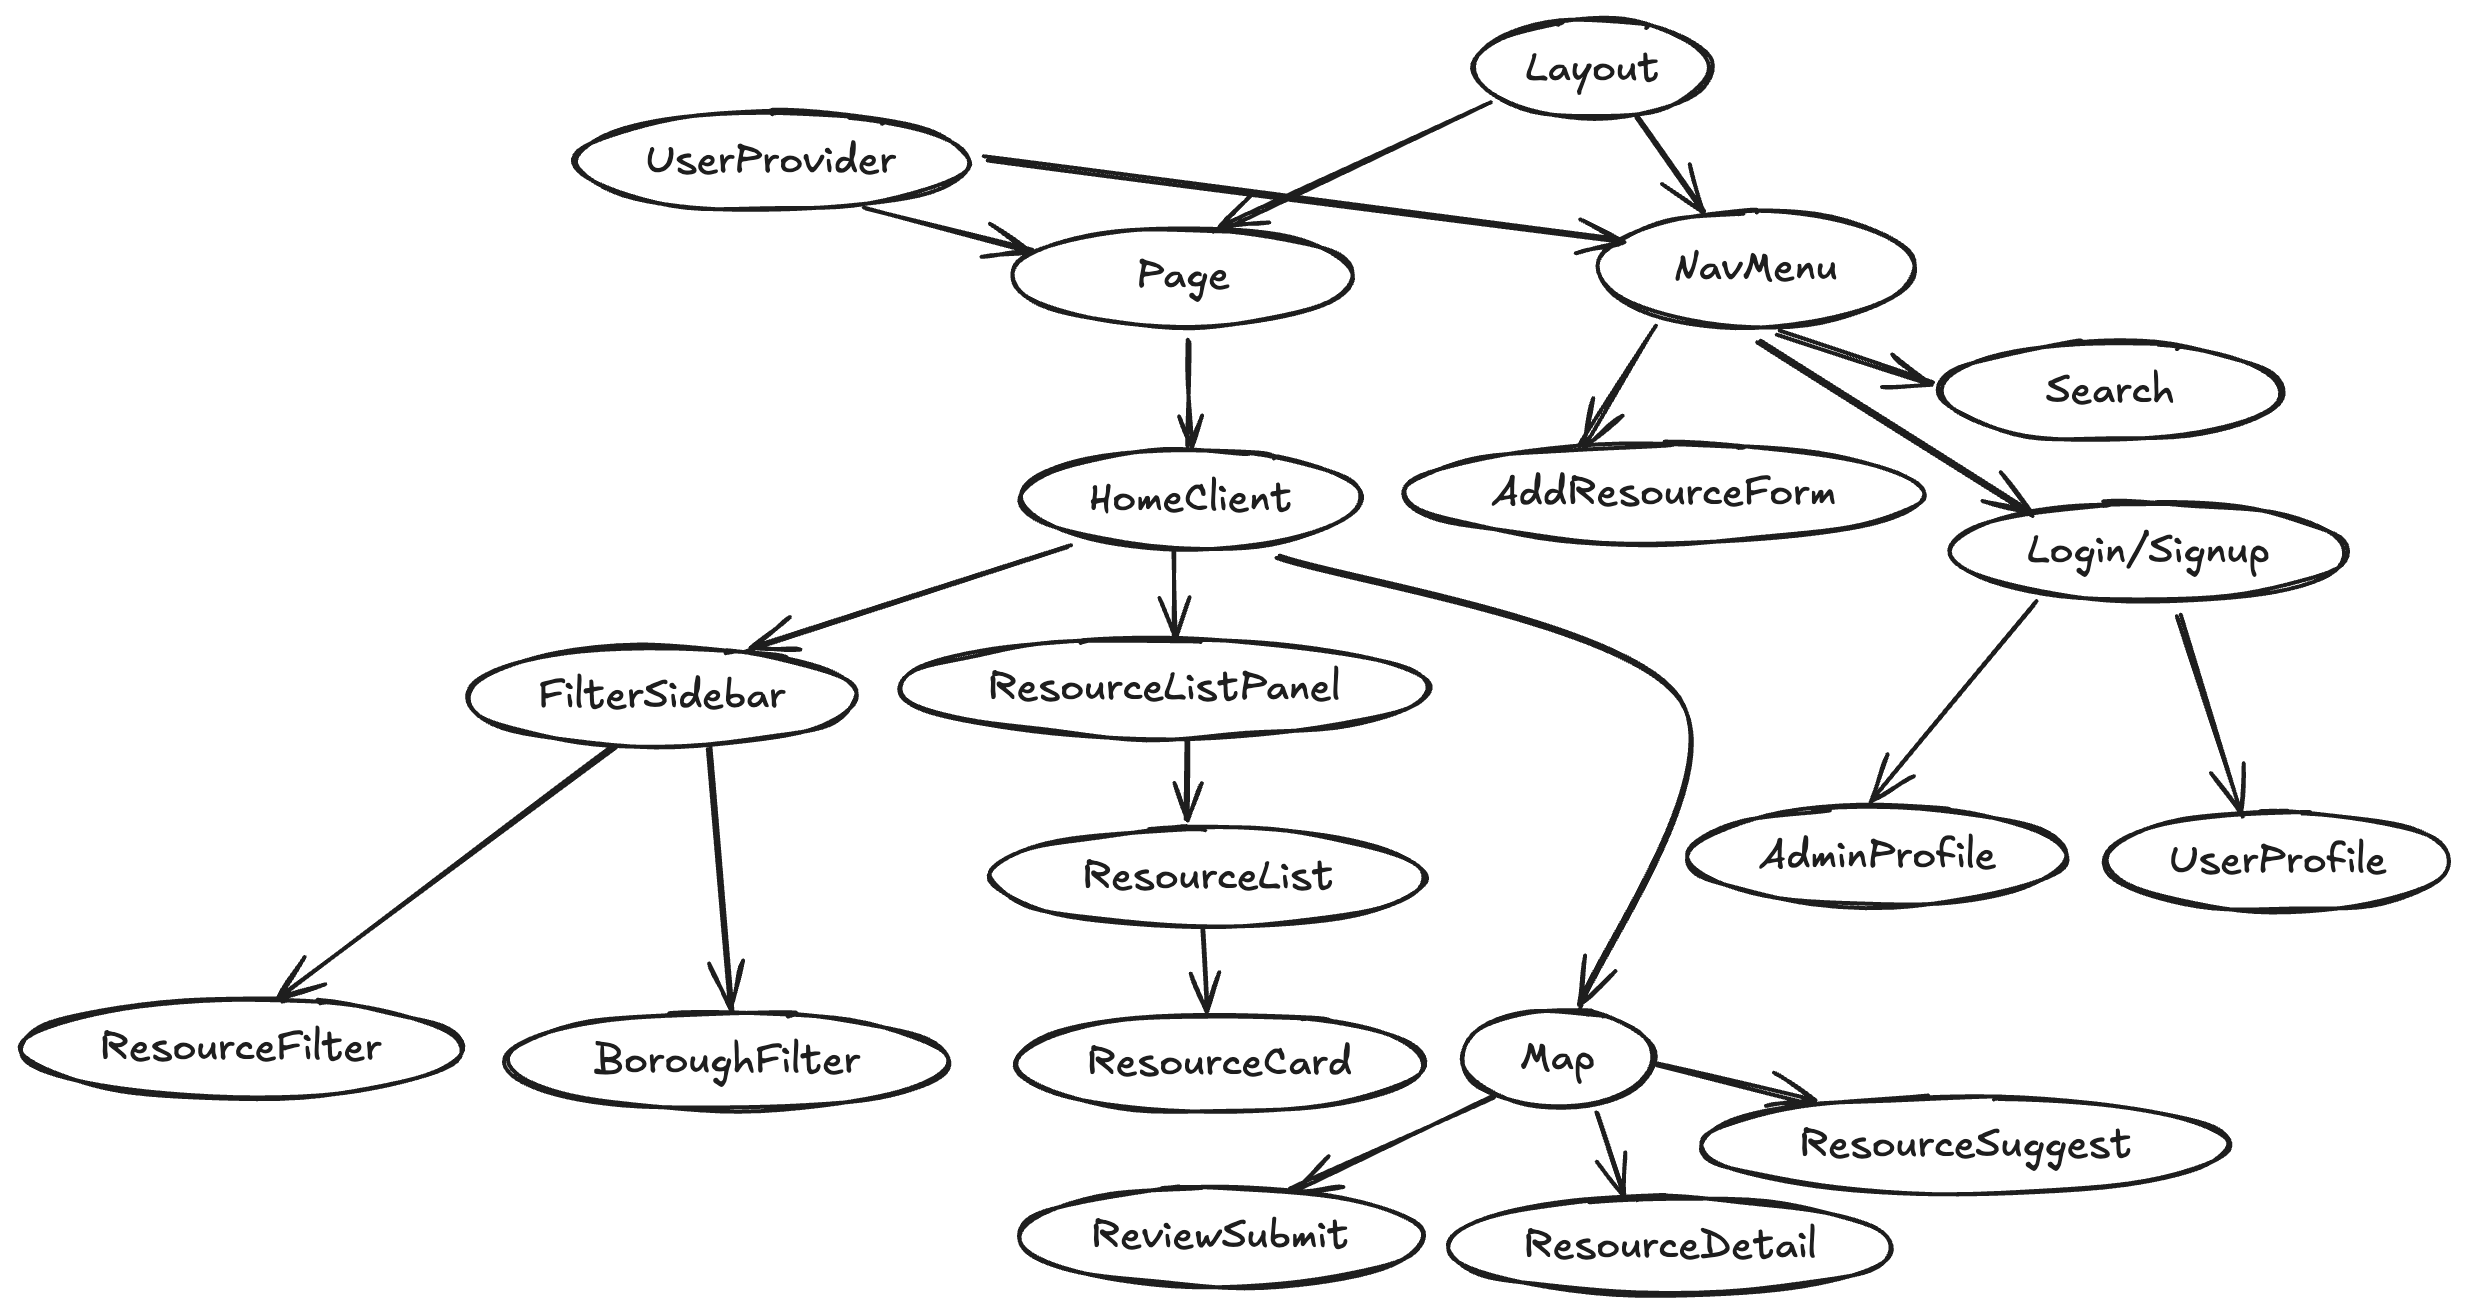 Layout
UserProvider
Page
NavMenu
Search
HomeClient
AddResourceForm
Login/Signup
FilterSidebar
ResourceListPanel
ResourceList
AdminProfile
UserProfile
ResourceFilter
BoroughFilter
ResourceCard
Map
ResourceSuggest
ReviewSubmit
ResourceDetail